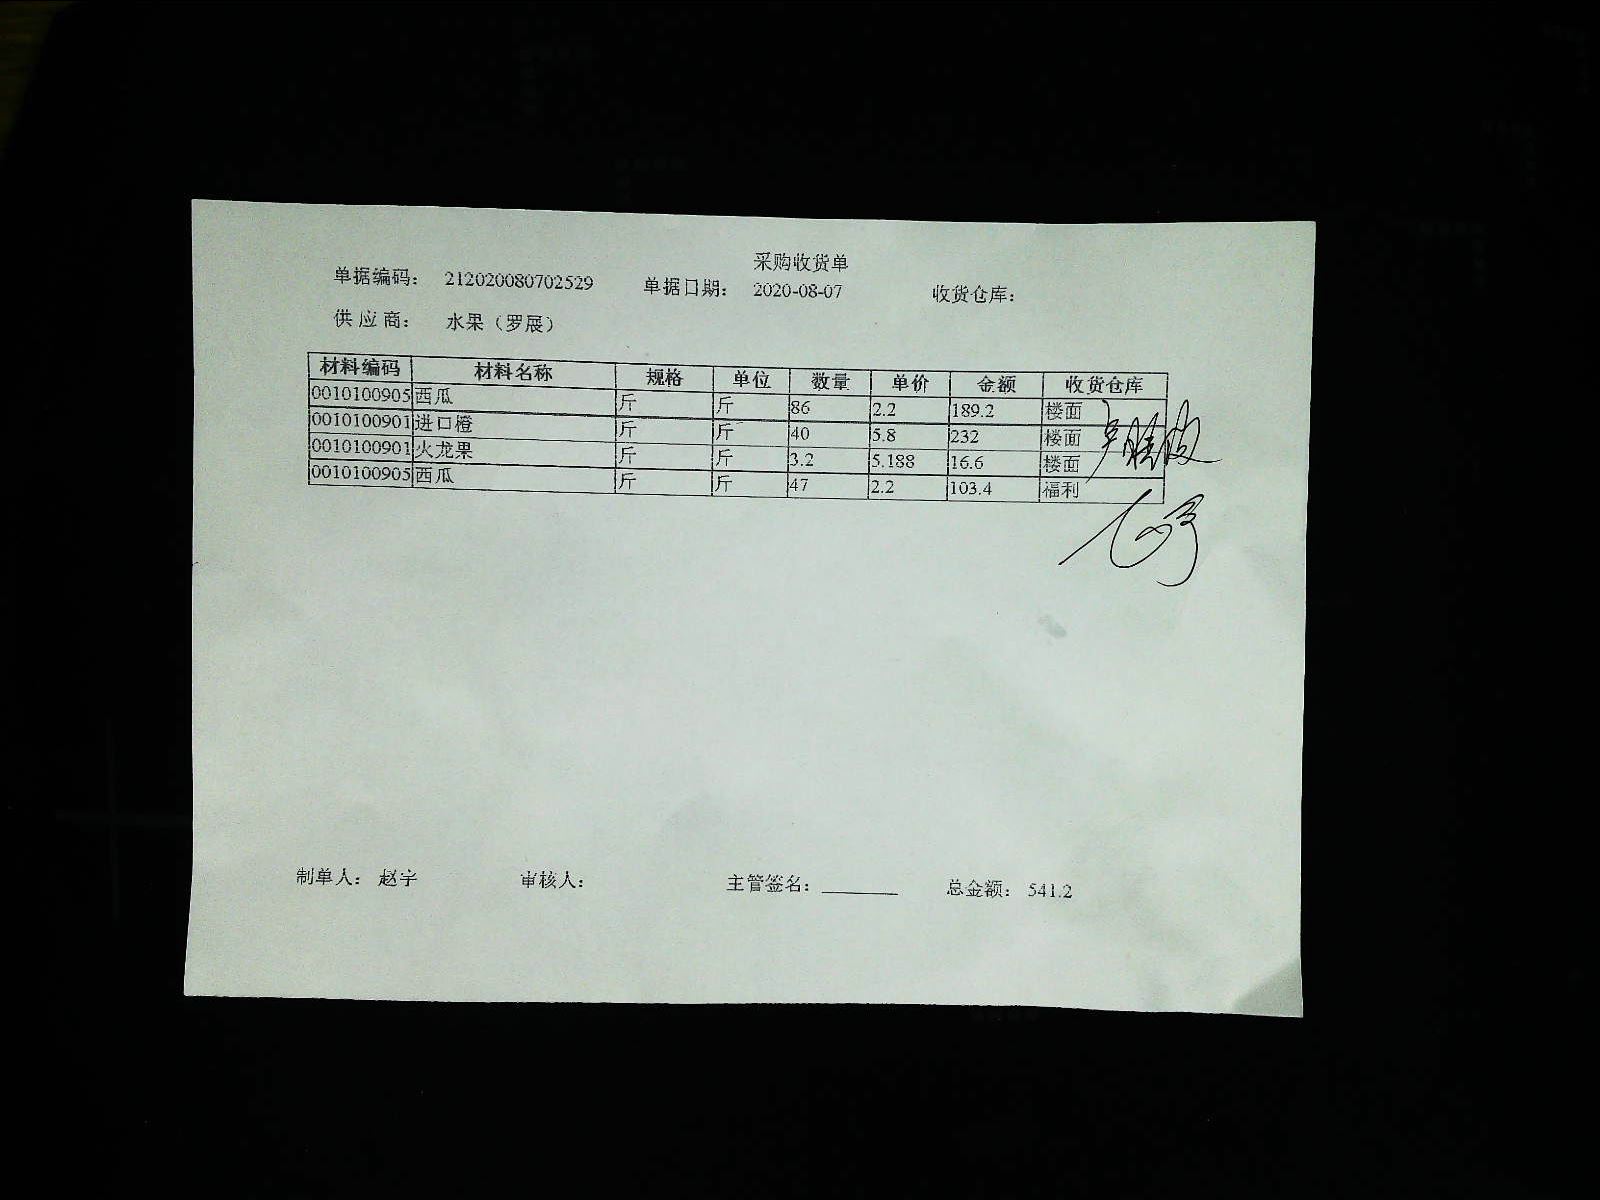 采购收货单
单据编码： 212020080702529 单据日期： 2020-08-07 收货仓库：
供应商： 水果（罗展）
材料编码 材料名称 规格 单位 数量 单价 金额 收货仓库
0010100905 西瓜 斤 斤 86 2.2 189.2 楼面
0010100901 进口橙 斤 斤 40 5.8 232 楼面
0010100901 火龙果 斤 斤 3.2 5.188 16.6 楼面
0010100905 西瓜 斤 斤 47 2.2 103.4 福利
制单人： 赵宇 审核人： 主管签名： 总金额： 541.2